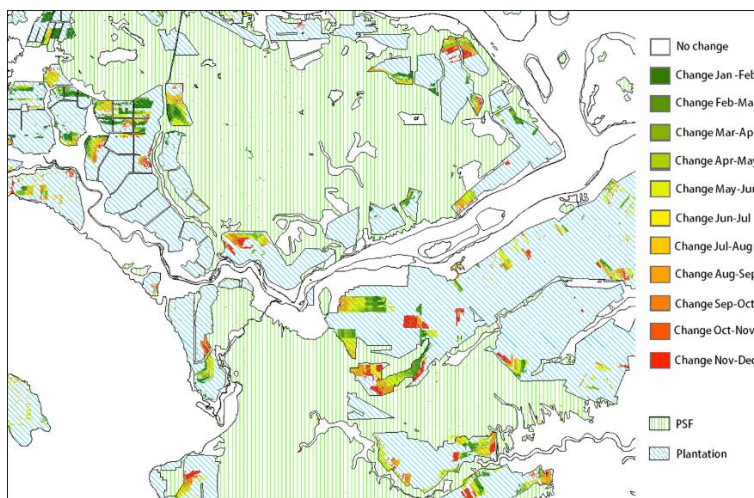 No change
Change Jan -Feb
Change Feb-Ma
Change Mar-Apr
Change Apr-May
Change May-Jun
Change Jun-Jul
Change Jul-Aug
Change Aug-Sep
Change Sep-Oct
Change Oct-Nov
Change Nov-Dec
PSF
Plantation